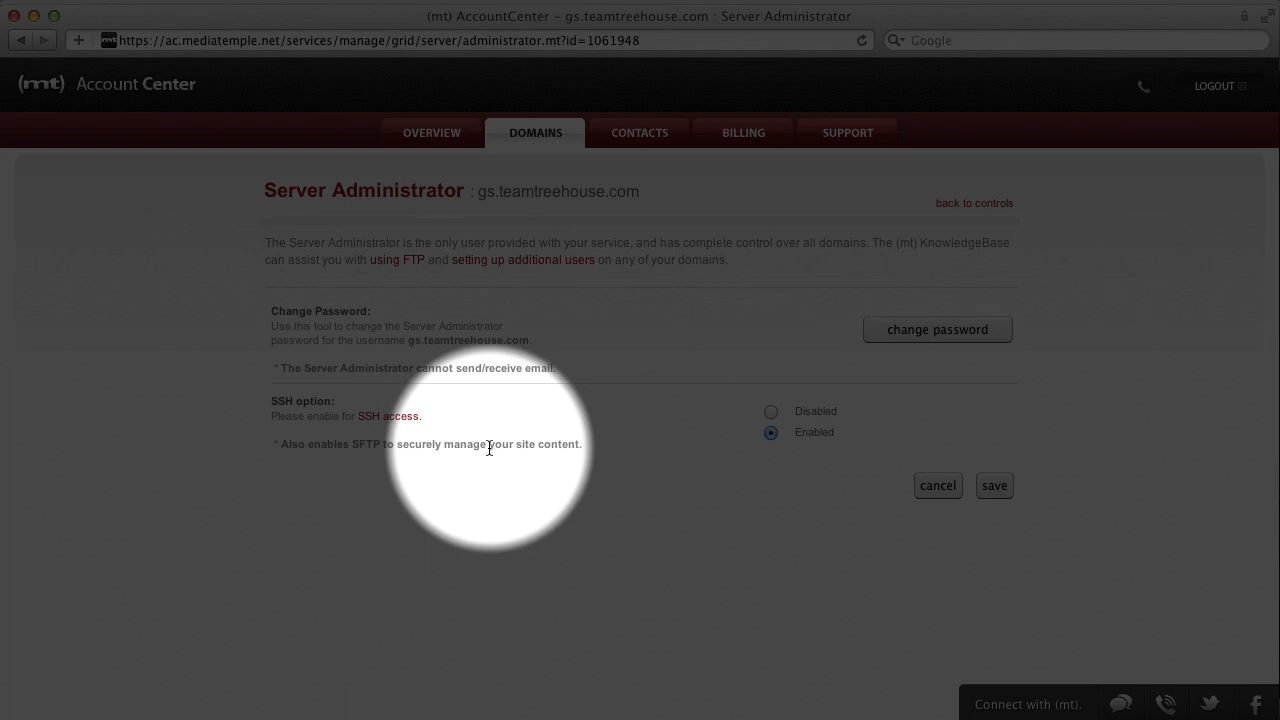 (mt) AccountCenter – gs.teamtreehouse.com : Server Administrator
https://ac.mediatemple.net/services/manage/grid/server/administrator.mt?id=1061948
Google
(mt) Account Center
LOGOUT
OVERVIEW
DOMAINS
CONTACTS
BILLING
SUPPORT
Server Administrator : gs.teamtreehouse.com
back to controls
The Server Administrator is the only user provided with your service, and has complete control over all domains. The (mt) KnowledgeBase
can assist you with using FTP and setting up additional users on any of your domains.
Change Password:
Use this tool to change the Server Administrator
password for the username gs.teamtreehouse.com.
change password
* The Server Administrator cannot send/receive email.
SSH option:
Please enable for SSH access.
Disabled
Enabled
* Also enables SFTP to securely manage your site content.
cancel
save
Connect with (mt).